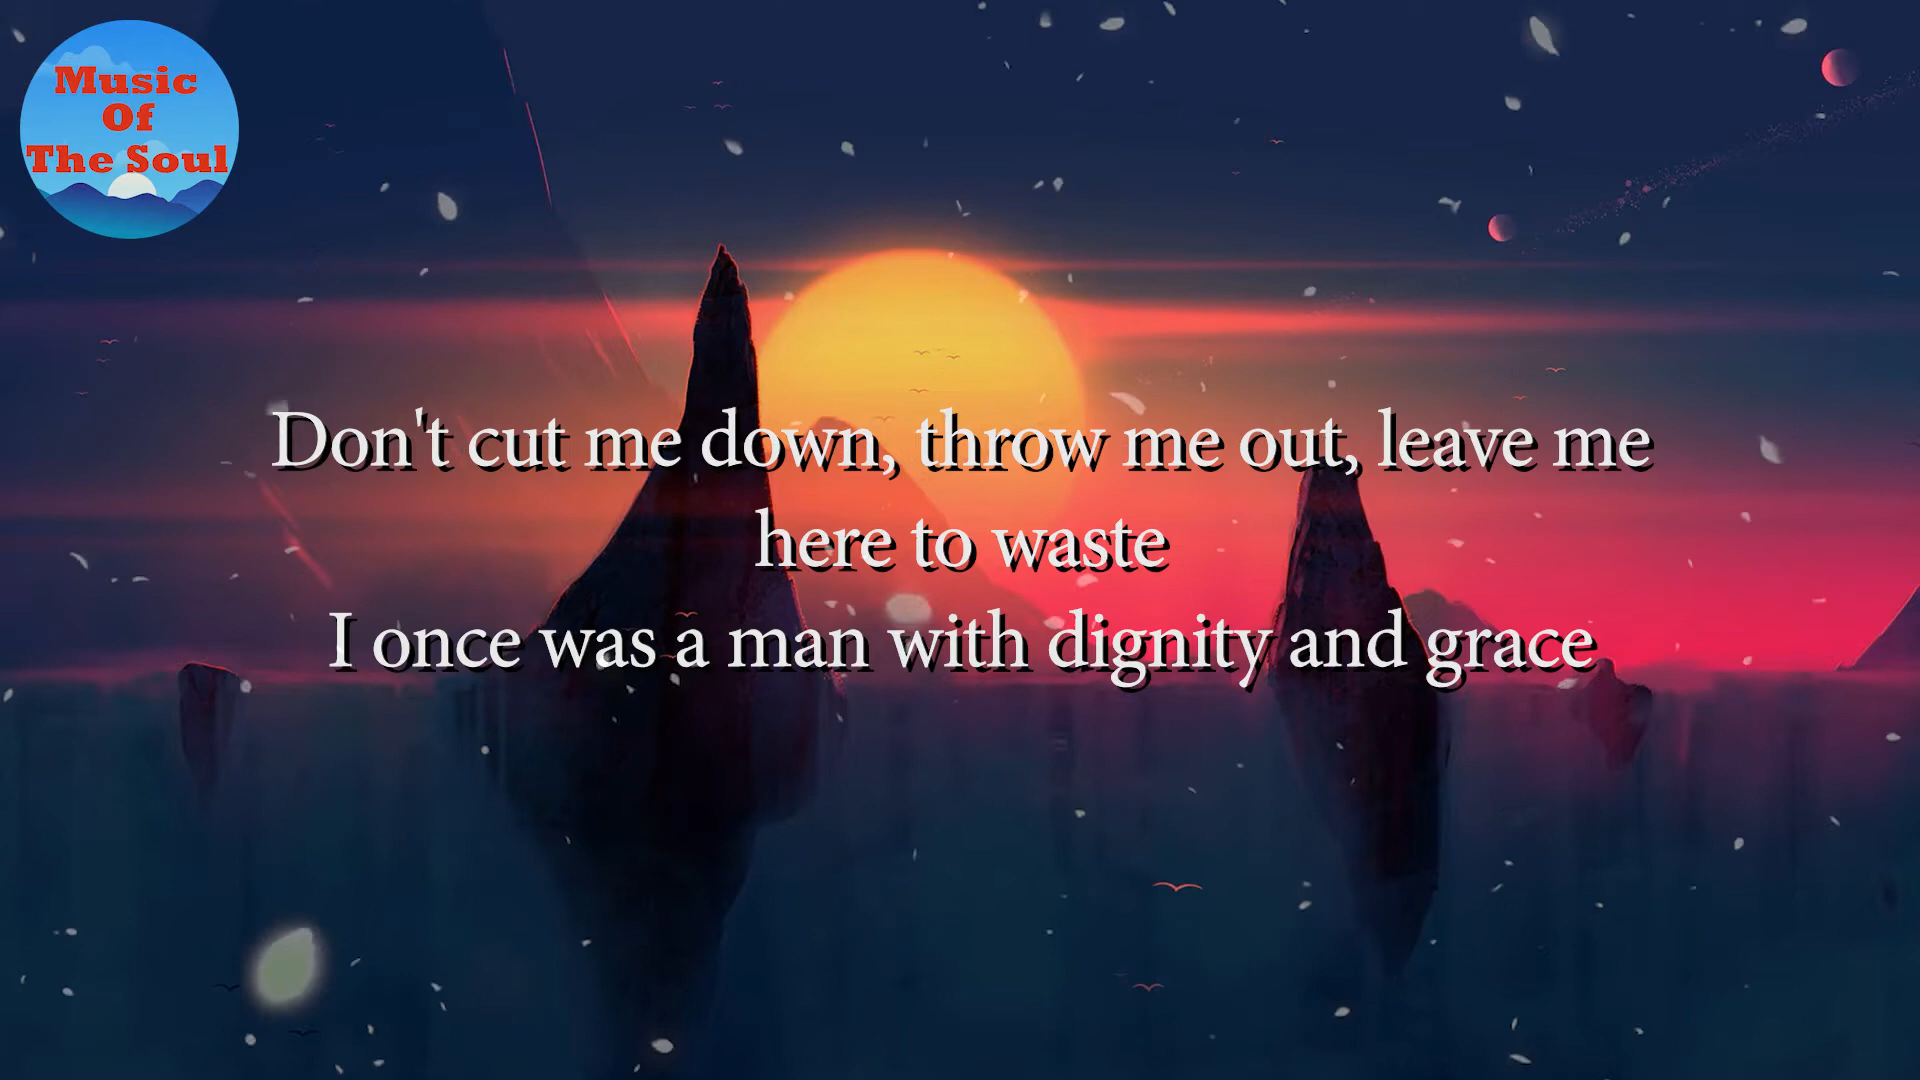 Music
Of
The Soul
Don't cut me down, throw me out, leave me
here to waste
I once was a man with dignity and grace